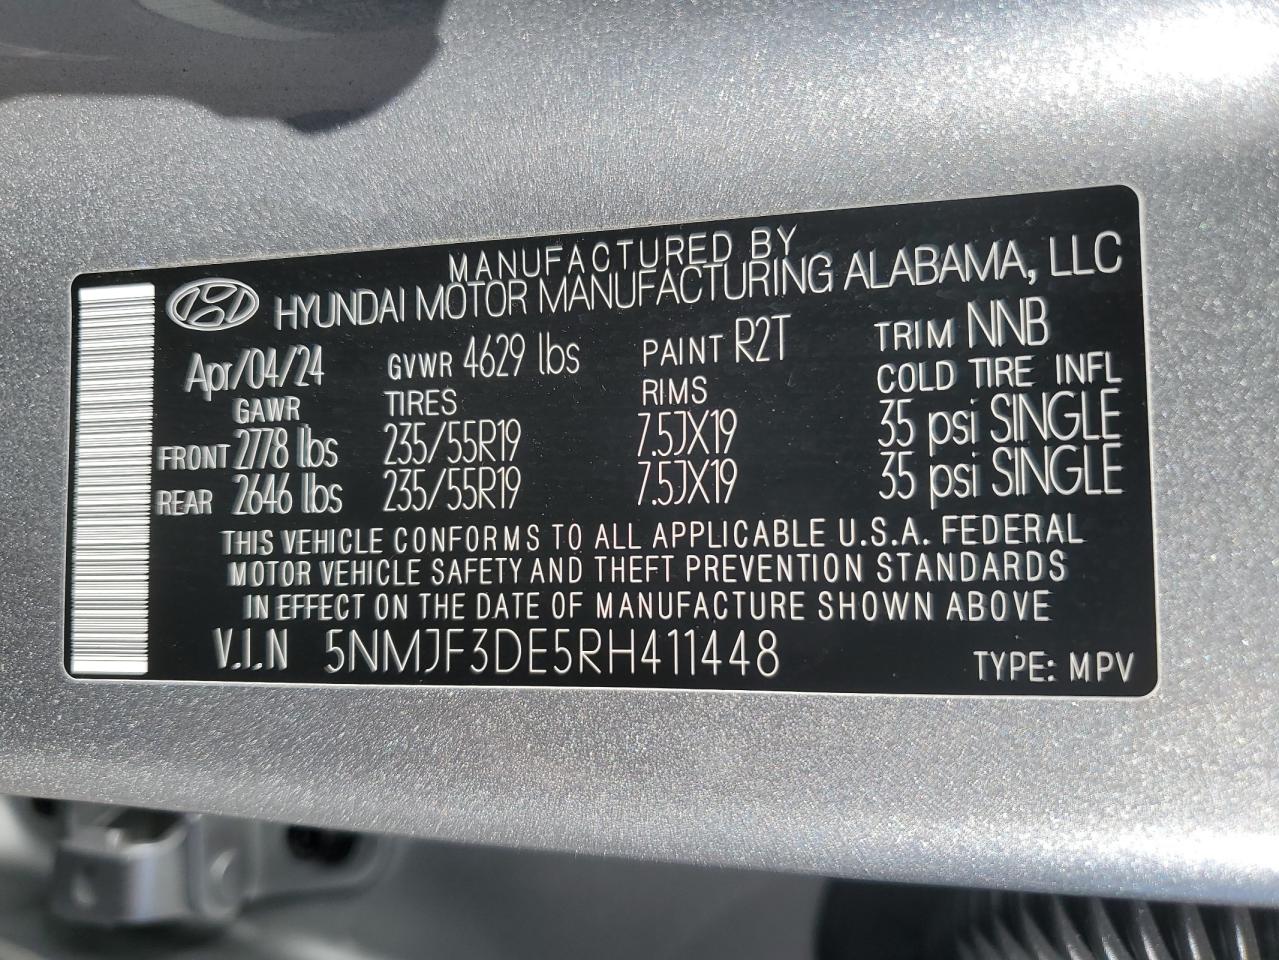 MANUFACTURED BY
HYUNDAI MOTOR MANUFACTURING ALABAMA, LLC
Apr/04/24 GVWR 4629 lbs PAINT R2T TRIM NNB
GAWR TIRES RIMS COLD TIRE INFL
FRONT 2778 lbs 235/55R19 7.5JX19 35 psi SINGLE
REAR 2646 lbs 235/55R19 7.5JX19 35 psi SINGLE
THIS VEHICLE CONFORMS TO ALL APPLICABLE U.S.A. FEDERAL
MOTOR VEHICLE SAFETY AND THEFT PREVENTION STANDARDS
IN EFFECT ON THE DATE OF MANUFACTURE SHOWN ABOVE
V.I.N 5NMJF3DE5RH411448 TYPE: MPV